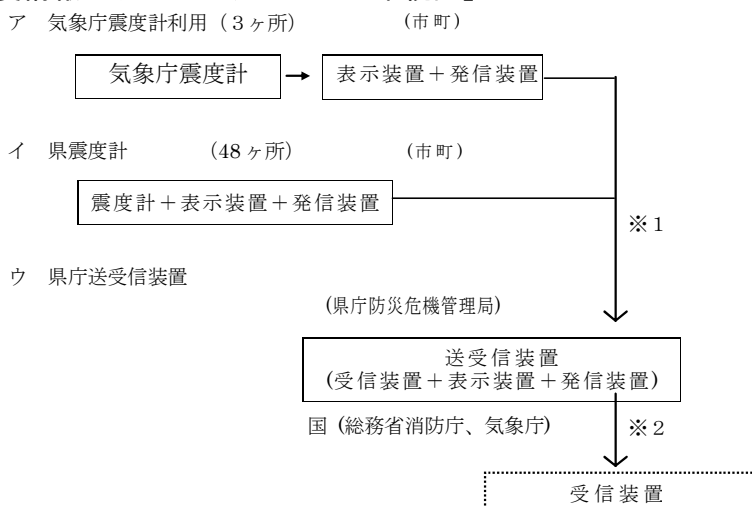 ア 気象庁震度計利用（３ヶ所） (市町)
気象庁震度計 → 表示装置＋発信装置
イ 県震度計 （48 ヶ所） (市町)
震度計＋表示装置＋発信装置
※１
ウ 県庁送受信装置
(県庁防災危機管理局)
送受信装置
(受信装置＋表示装置＋発信装置)
国 (総務省消防庁、気象庁) ※２
受信装置